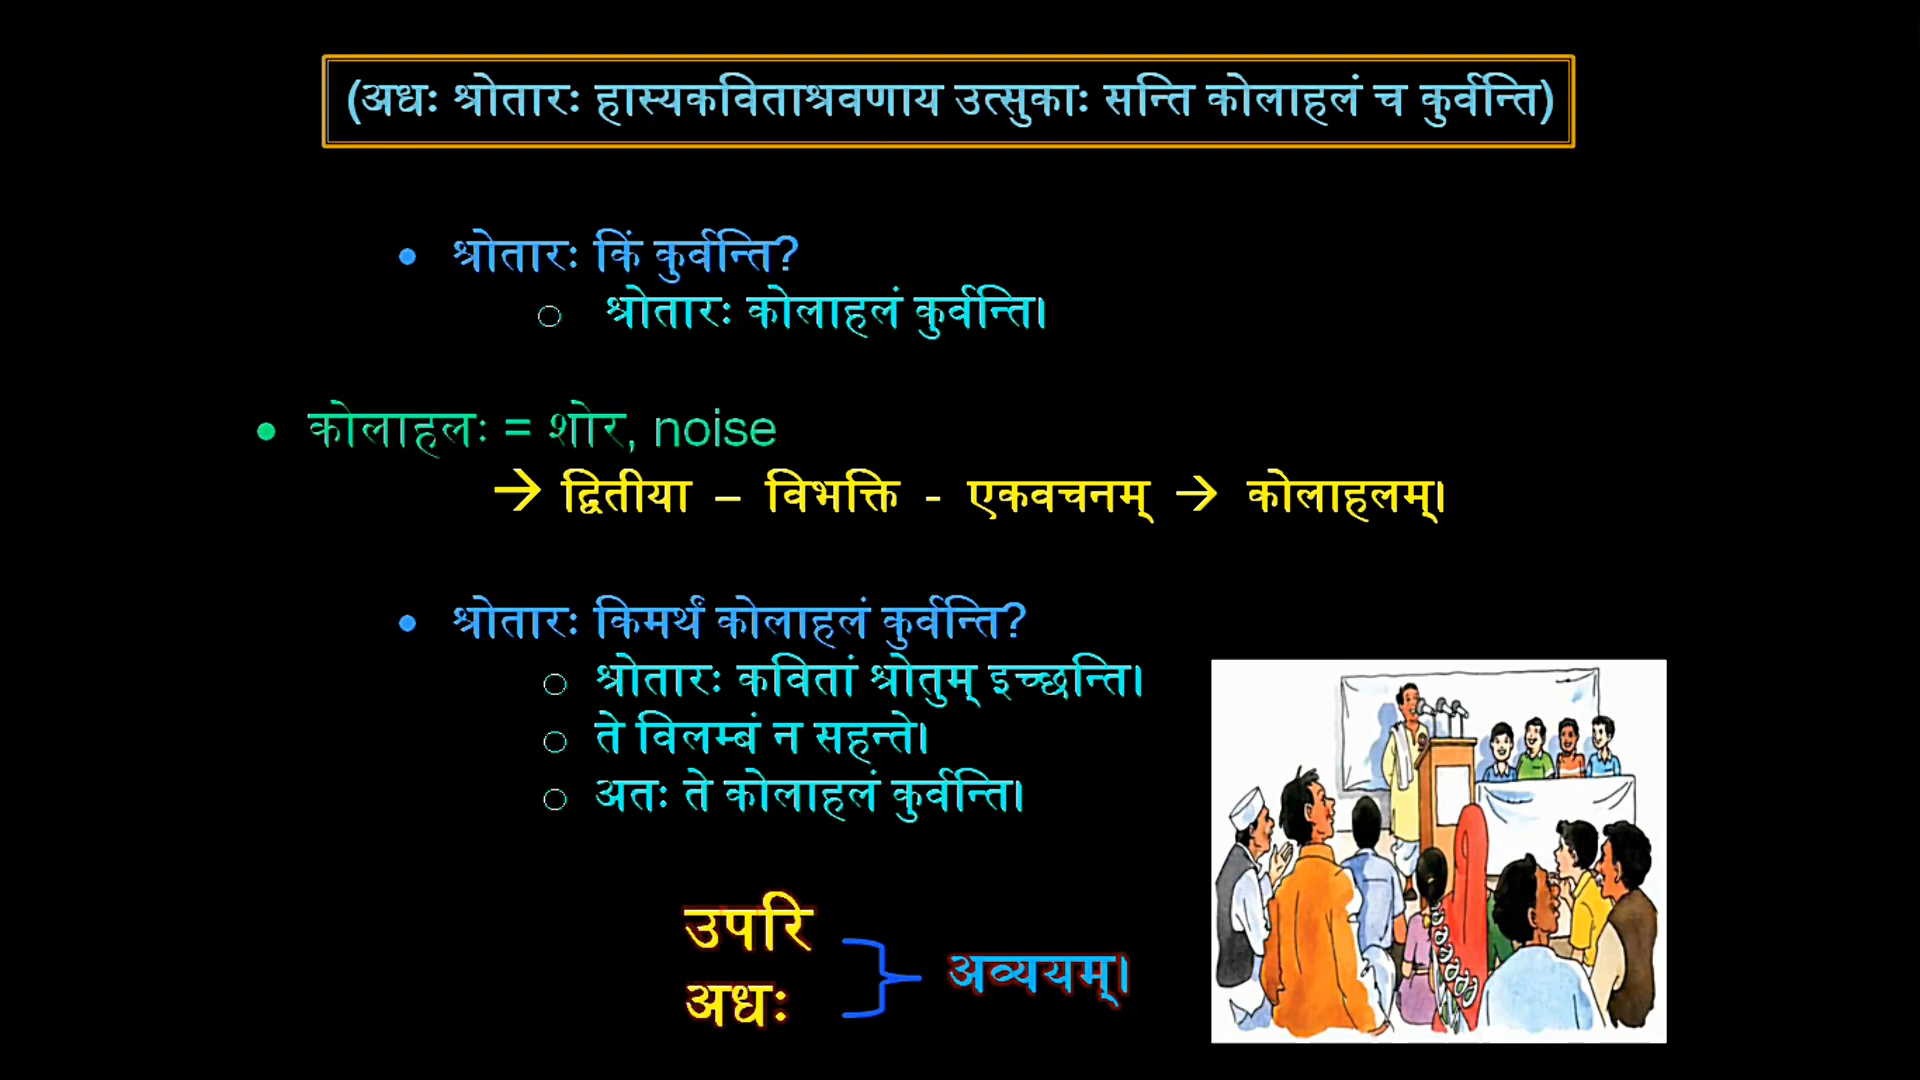 (अधः श्रोतारः हास्यकविताश्रवणाय उत्सुकाः सन्ति कोलाहलं च कुर्वन्ति)
• श्रोतारः किं कुर्वन्ति?
○ श्रोतारः कोलाहलं कुर्वन्ति।
• कोलाहलः = शोर, noise
→ द्वितीया – विभक्ति - एकवचनम् → कोलाहलम्।
• श्रोतारः किमर्थं कोलाहलं कुर्वन्ति?
○ श्रोतारः कवितां श्रोतुम् इच्छन्ति।
○ ते विलम्बं न सहन्ते।
○ अतः ते कोलाहलं कुर्वन्ति।
उपरि
अधः
अव्ययम्।